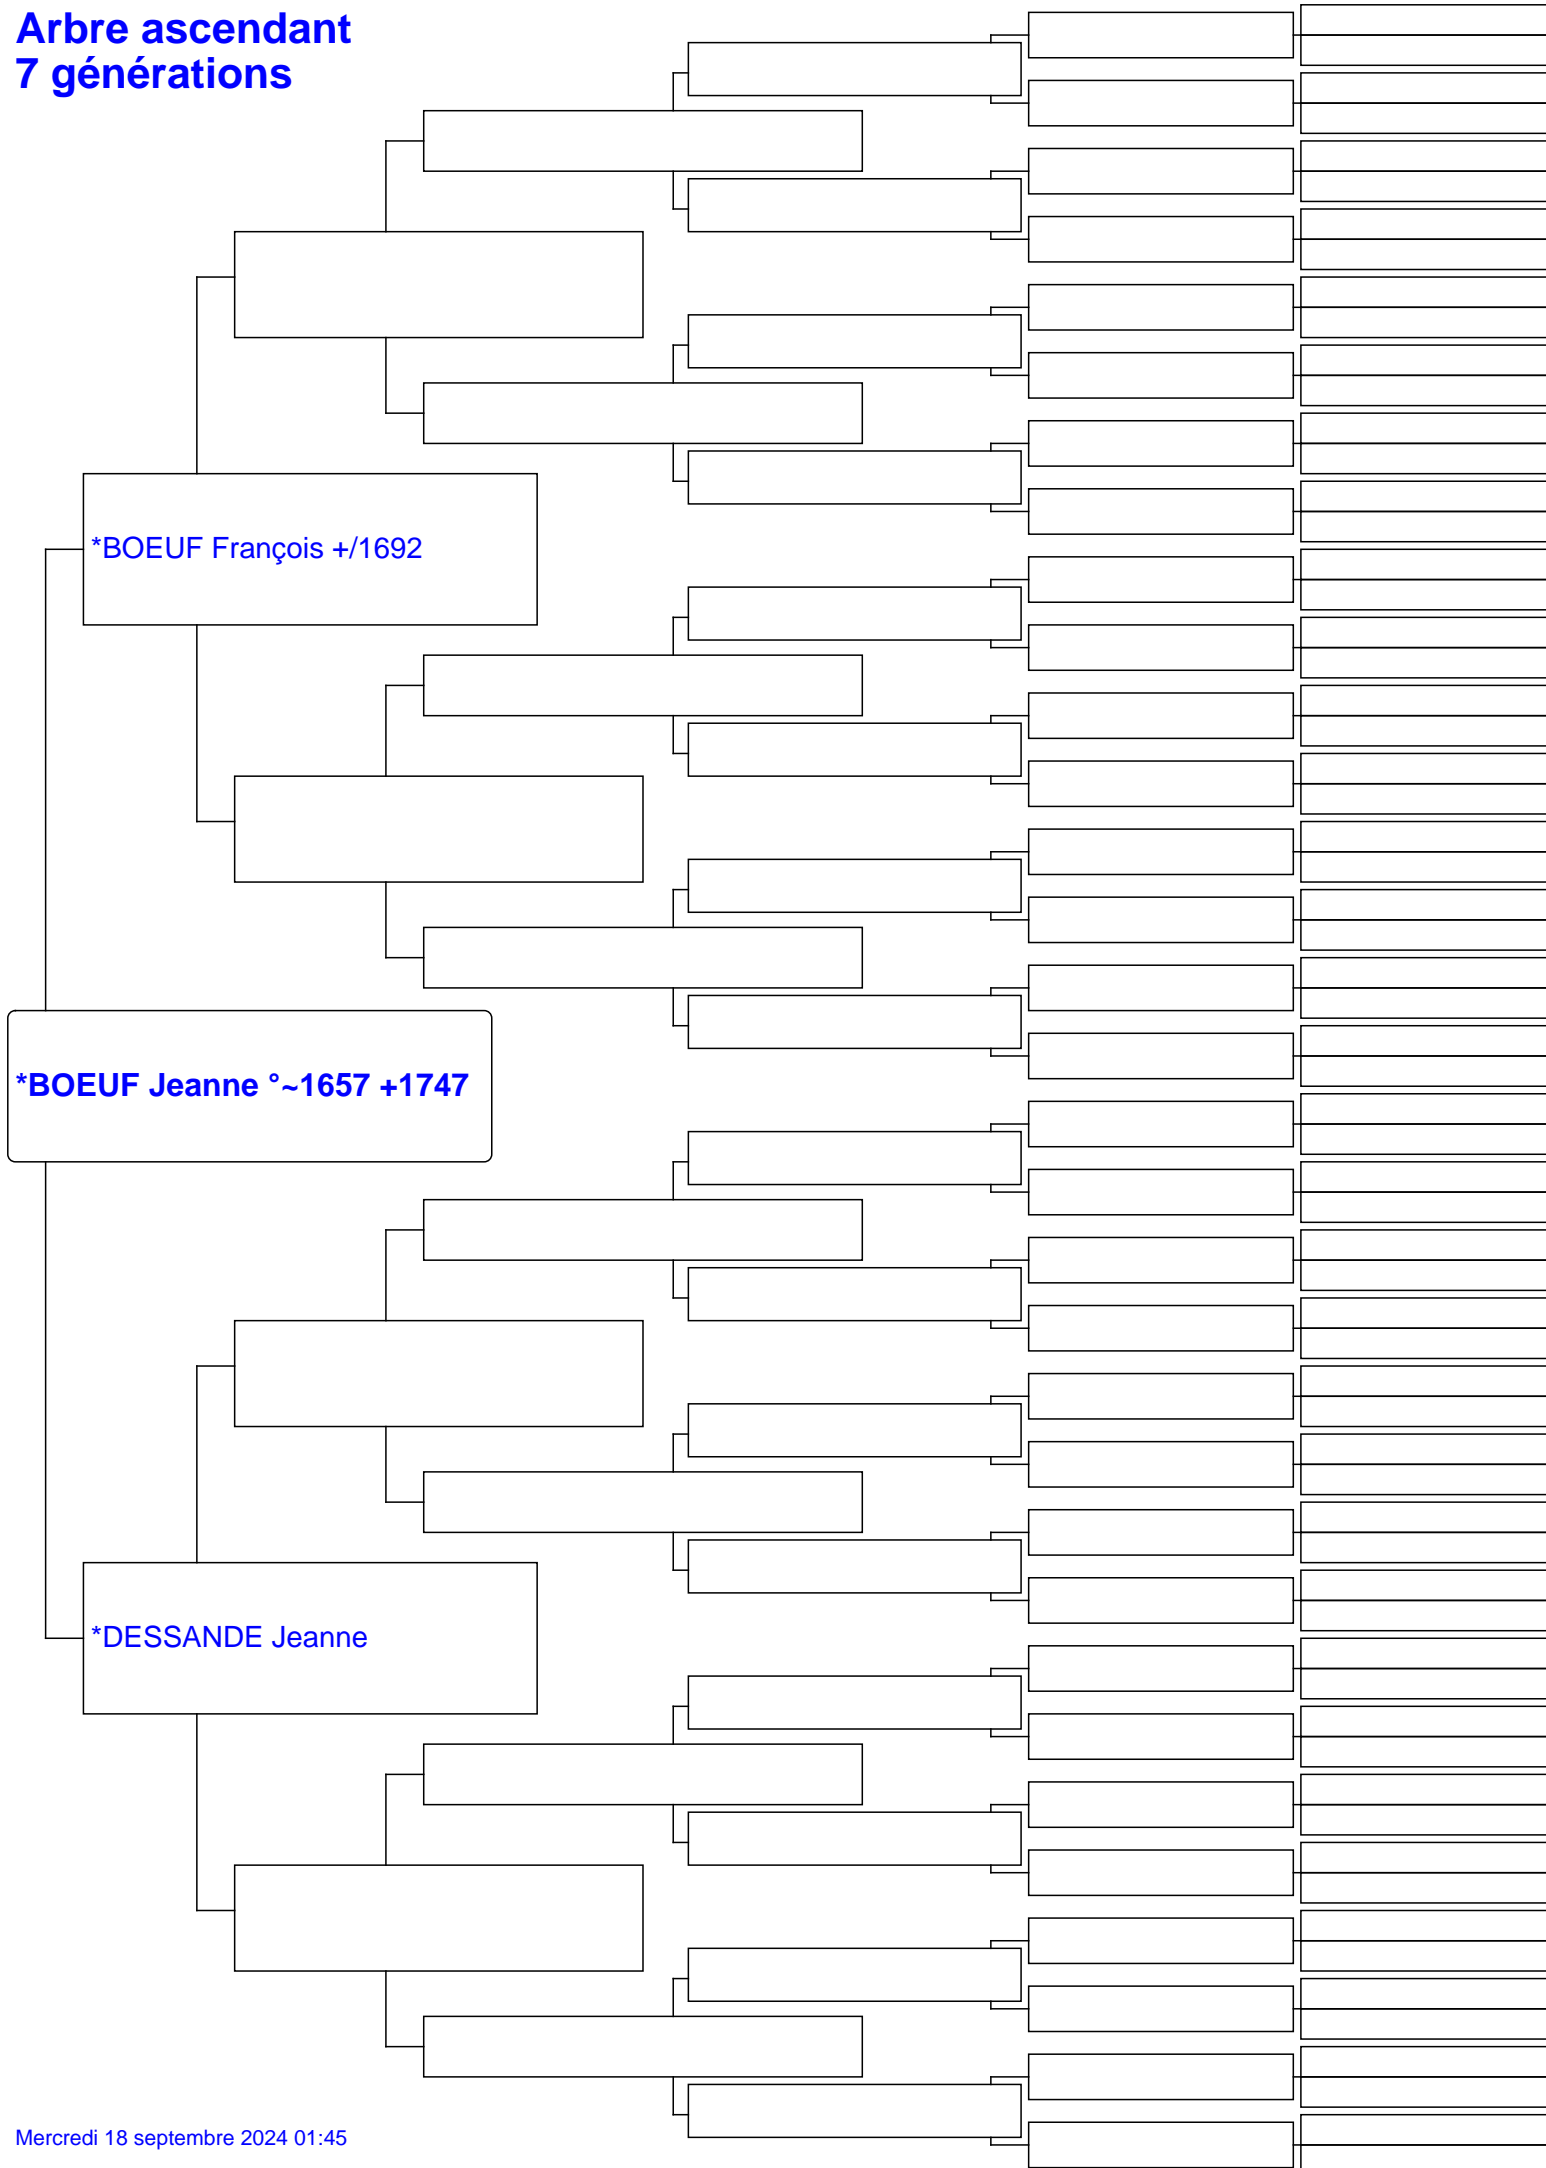 Arbre ascendant
7 générations
*BOEUF François +/1692
*BOEUF Jeanne °~1657 +1747
*DESSANDE Jeanne
Mercredi 18 septembre 2024 01:45